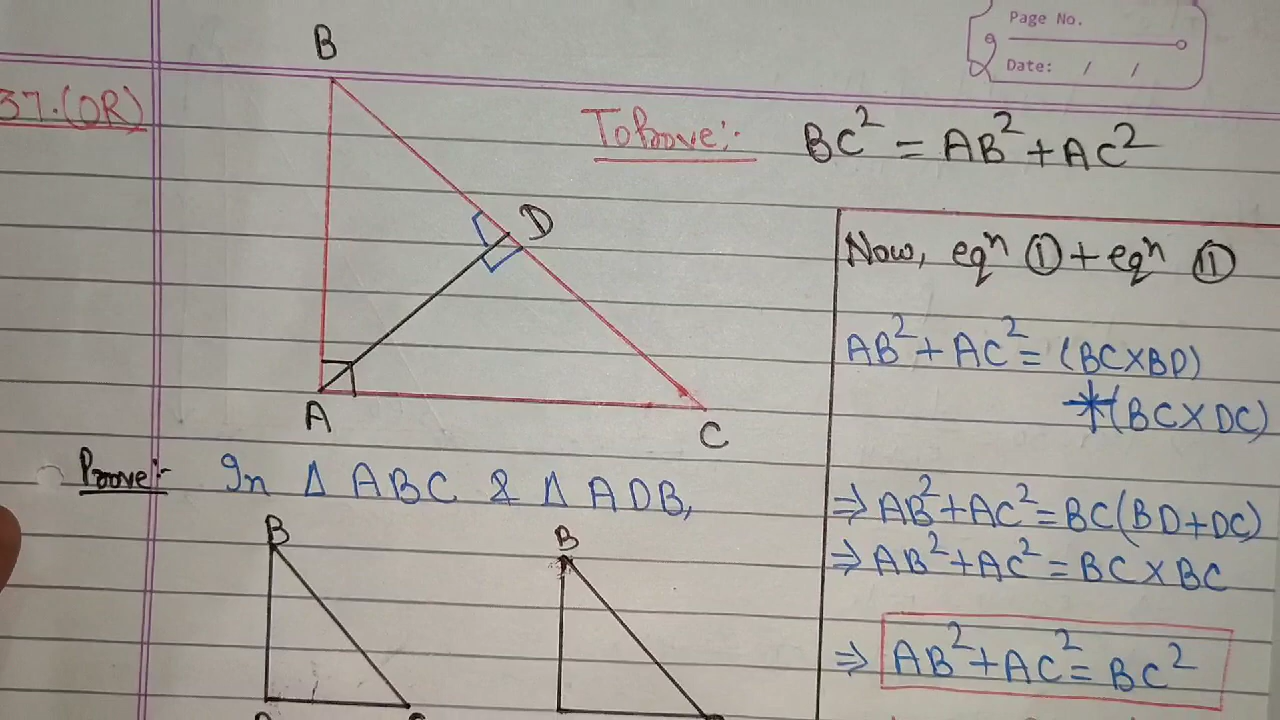 Page No.
Date: / /
37.(OR)
To Prove:- BC² = AB² + AC²
B
D
A
C
Prove:- In Δ ABC & Δ ADB,
B
B
Now, eqⁿ ① + eqⁿ ⑪
AB² + AC² = (BC×BD)
+(BC×DC)
⇒ AB² + AC² = BC(BD+DC)
⇒ AB² + AC² = BC×BC
⇒ AB² + AC² = BC²